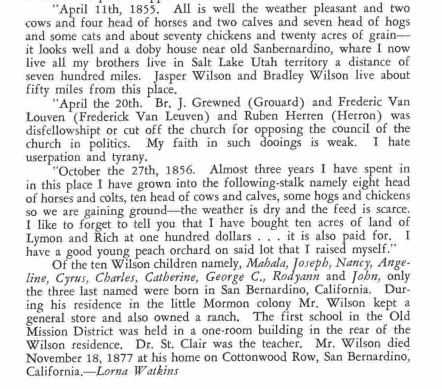 "April 11th, 1855. All is well the weather pleasant and two
cows and four head of horses and two calves and seven head of hogs
and some cats and about seventy chickens and twenty acres of grain—
it looks well and a doby house near old Sanbernardino, whare I now
live all my brothers live in Salt Lake Utah territory a distance of
seven hundred miles. Jasper Wilson and Bradley Wilson live about
fifty miles from this place.
"April the 20th. Br, J. Grewned (Grouard) and Frederic Van
Louven (Frederick Van Leuven) and Ruben Herren (Herron) was
disfellowshipt or cut off the church for opposing the council of the
church in politics. My faith in such dooings is weak. I hate
userpation and tyrany.
"October the 27th, 1856. Almost three years I have spent in
in this place I have grown into the following-stalk namely eight head
of horses and colts, ten head of cows and calves, some hogs and chickens
so we are gaining ground—the weather is dry and the feed is scarce.
I like to forget to tell you that I have bought ten acres of land of
Lymon and Rich at one hundred dollars . . . it is also paid for. I
have a good young peach orchard on said lot that I raised myself."
Of the ten Wilson children namely, Mahala, Joseph, Nancy, Ange-
line, Cyrus, Charles, Catherine, George C., Rodyann and John, only
the three last named were born in San Bernardino, California. Dur-
ing his residence in the little Mormon colony Mr. Wilson kept a
general store and also owned a ranch. The first school in the Old
Mission District was held in a one-room building in the rear of the
Wilson residence. Dr. St. Clair was the teacher. Mr. Wilson died
November 18, 1877 at his home on Cottonwood Row, San Bernardino,
California.—Lorna Watkins